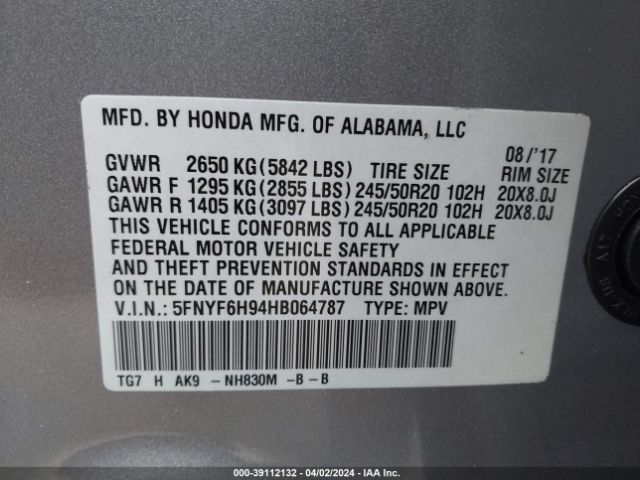 MFD. BY HONDA MFG. OF ALABAMA, LLC
08/'17
GVWR 2650 KG (5842 LBS) TIRE SIZE RIM SIZE
GAWR F 1295 KG (2855 LBS) 245/50R20 102H 20X8.0J
GAWR R 1405 KG (3097 LBS) 245/50R20 102H 20X8.0J
THIS VEHICLE CONFORMS TO ALL APPLICABLE
FEDERAL MOTOR VEHICLE SAFETY
AND THEFT PREVENTION STANDARDS IN EFFECT
ON THE DATE OF MANUFACTURE SHOWN ABOVE.
V.I.N.: 5FNYF6H94HB064787 TYPE: MPV
TG7 H AK9 -NH830M -B-B
A17
000-39112132 - 04/02/2024 - IAA Inc.